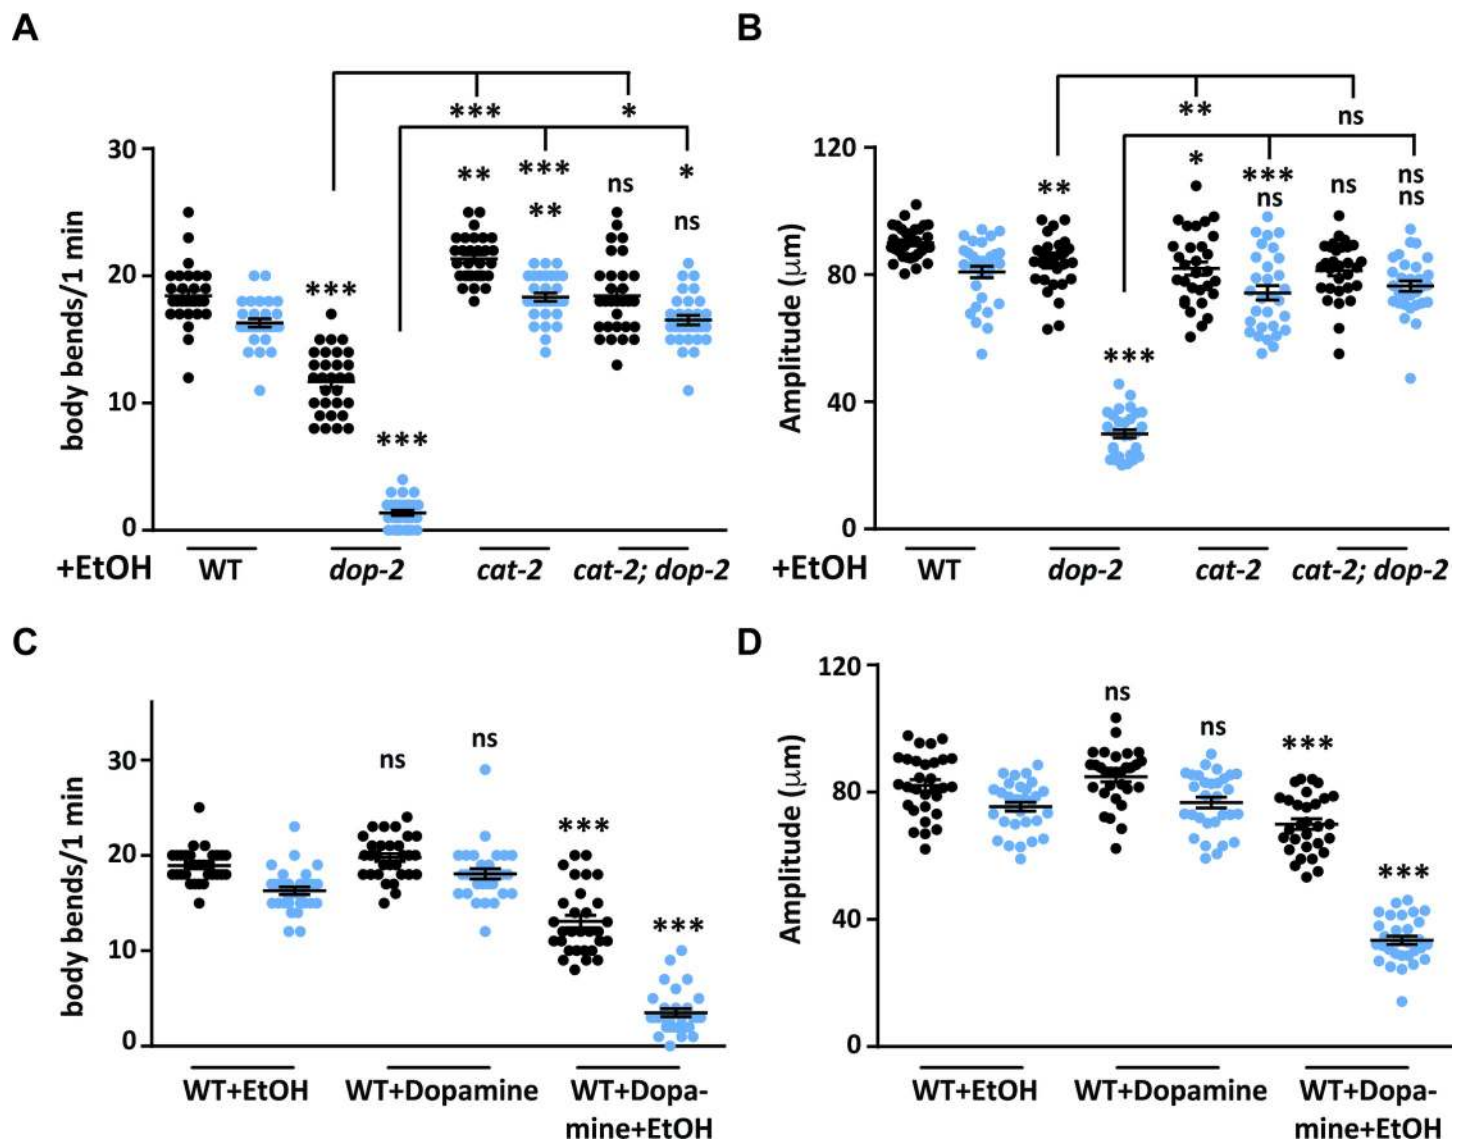 A
B
***
*
**
ns
30
120
**
***
*
ns
*
***
ns
**
ns
ns
ns
**
ns
body bends/1 min
20
***
Amplitude (μm)
80
10
***
***
40
0
0
+EtOH
WT
dop-2
cat-2
cat-2; dop-2
+EtOH
WT
dop-2
cat-2
cat-2; dop-2
C
D
120
ns
ns
ns
ns
30
***
body bends/1 min
20
***
Amplitude (μm)
80
***
***
10
40
0
0
WT+EtOH
WT+Dopamine
WT+Dopa-
mine+EtOH
WT+EtOH
WT+Dopamine
WT+Dopa-
mine+EtOH